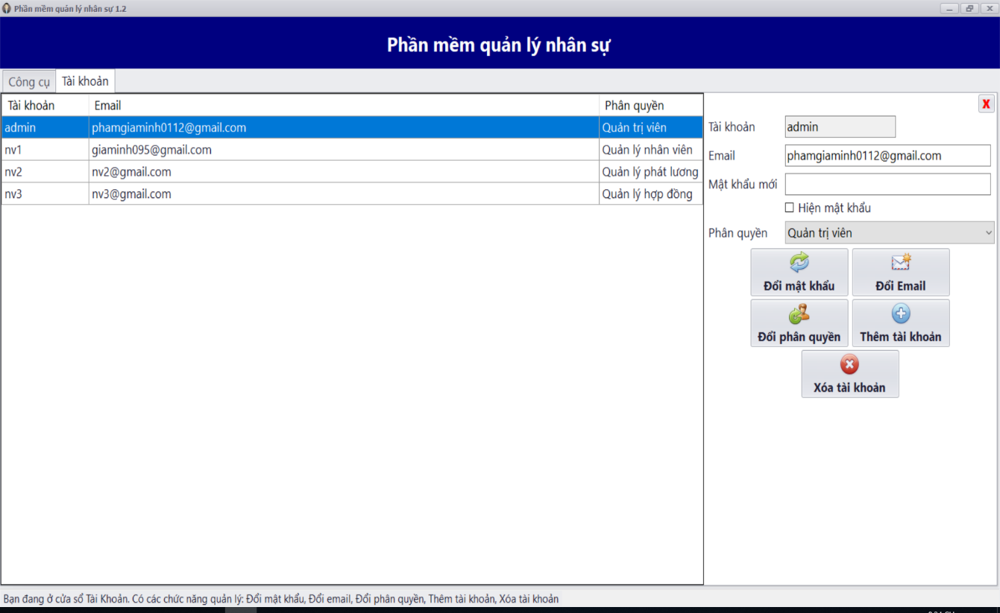 Phần mềm quản lý nhân sự 1.2
Phần mềm quản lý nhân sự
Công cụ Tài khoản
Tài khoản Email Phân quyền
admin phamgiaminh0112@gmail.com Quản trị viên
nv1 giaminh095@gmail.com Quản lý nhân viên
nv2 nv2@gmail.com Quản lý phát lương
nv3 nv3@gmail.com Quản lý hợp đồng
X
Tài khoản admin
Email phamgiaminh0112@gmail.com
Mật khẩu mới
Hiện mật khẩu
Phân quyền Quản trị viên
Đổi mật khẩu Đổi Email
Đổi phân quyền Thêm tài khoản
Xóa tài khoản
Bạn đang ở cửa sổ Tài Khoản. Có các chức năng quản lý: Đổi mật khẩu, Đổi email, Đổi phân quyền, Thêm tài khoản, Xóa tài khoản